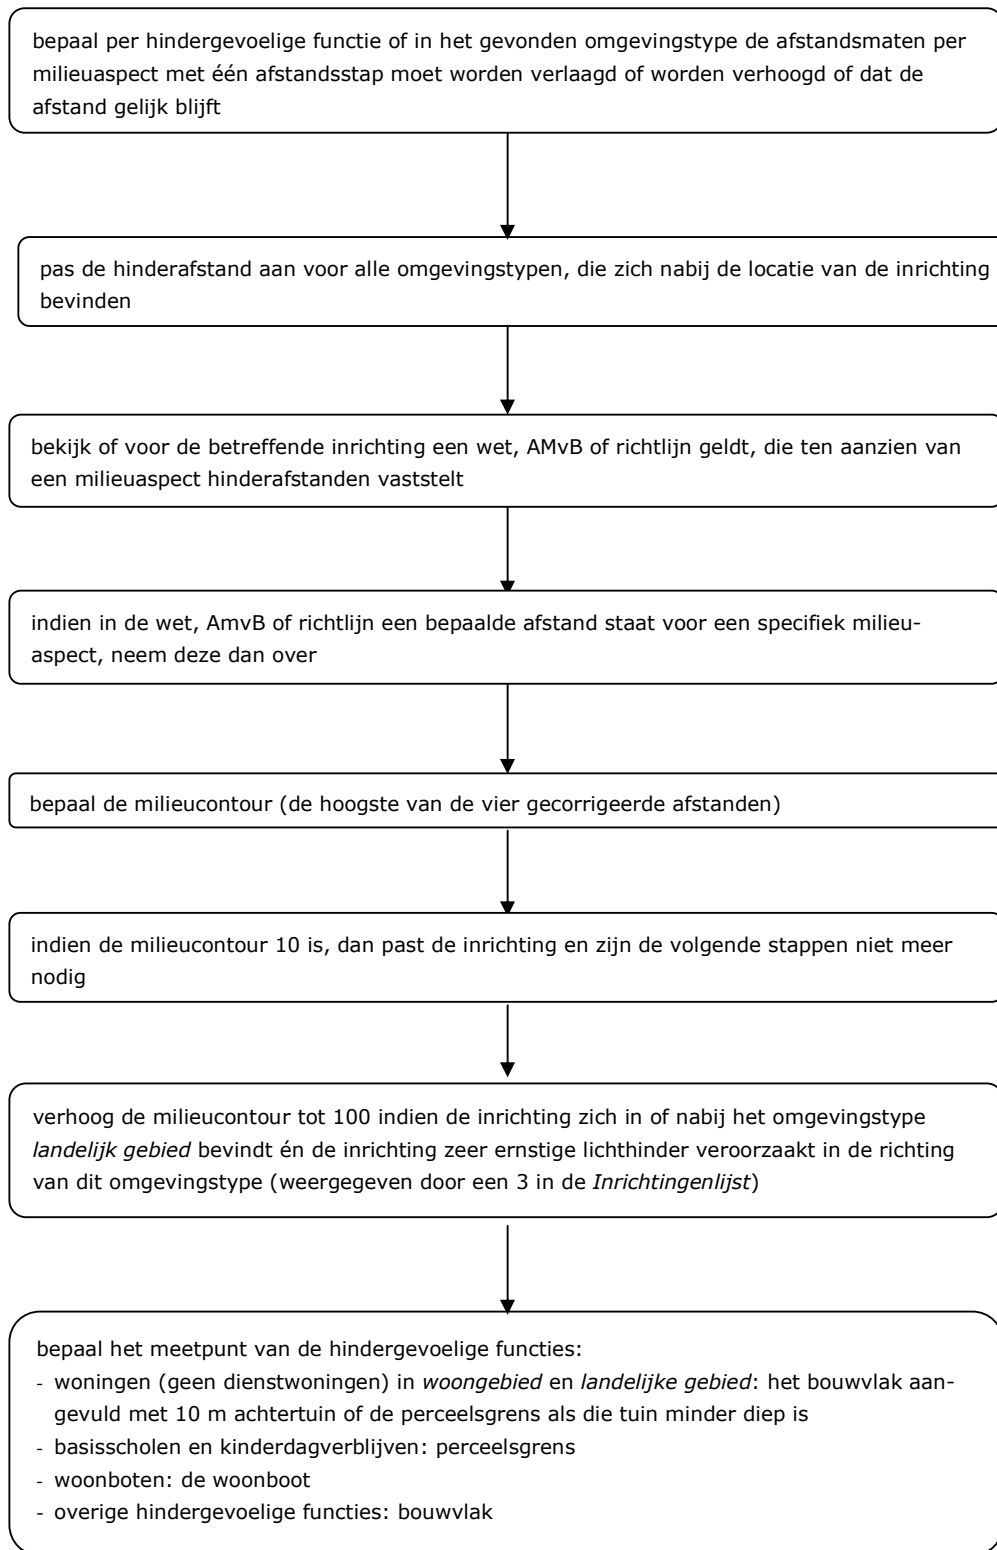 bepaal per hindergevoelige functie of in het gevonden omgevingstype de afstandsmaten per
milieuaspect met één afstandsstap moet worden verlaagd of worden verhoogd of dat de
afstand gelijk blijft
pas de hinderafstand aan voor alle omgevingstypen, die zich nabij de locatie van de inrichting
bevinden
bekijk of voor de betreffende inrichting een wet, AMvB of richtlijn geldt, die ten aanzien van
een milieuaspect hinderafstanden vaststelt
indien in de wet, AmvB of richtlijn een bepaalde afstand staat voor een specifiek milieu-
aspect, neem deze dan over
bepaal de milieucontour (de hoogste van de vier gecorrigeerde afstanden)
indien de milieucontour 10 is, dan past de inrichting en zijn de volgende stappen niet meer
nodig
verhoog de milieucontour tot 100 indien de inrichting zich in of nabij het omgevingstype
landelijk gebied bevindt én de inrichting zeer ernstige lichthinder veroorzaakt in de richting
van dit omgevingstype (weergegeven door een 3 in de Inrichtingenlijst)
bepaal het meetpunt van de hindergevoelige functies:
- woningen (geen dienstwoningen) in woongebied en landelijke gebied: het bouwvlak aan-
gevuld met 10 m achtertuin of de perceelsgrens als die tuin minder diep is
- basisscholen en kinderdagverblijven: perceelsgrens
- woonboten: de woonboot
- overige hindergevoelige functies: bouwvlak